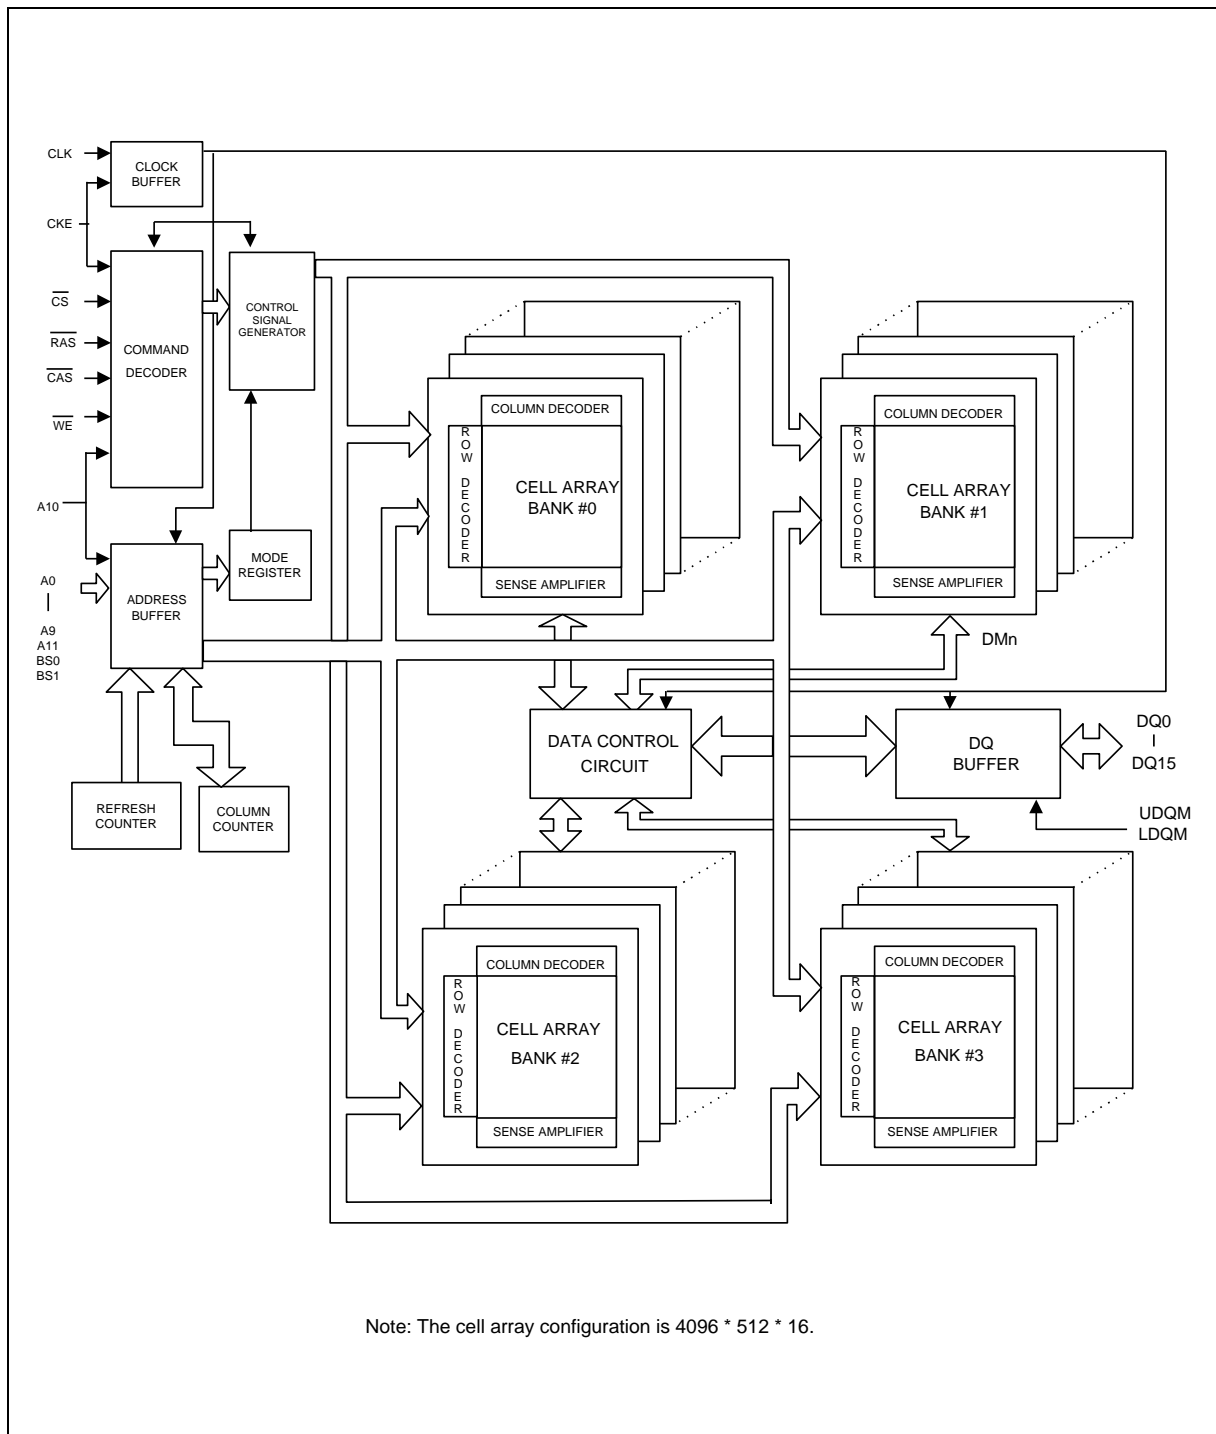 CLK
CLOCK
BUFFER
CKE
CS
RAS
CAS
WE
A10
COMMAND
DECODER
CONTROL
SIGNAL
GENERATOR
A0
A9
A11
BS0
BS1
ADDRESS
BUFFER
MODE
REGISTER
REFRESH
COUNTER
COLUMN
COUNTER
COLUMN DECODER
ROW DECODER
CELL ARRAY
BANK #0
SENSE AMPLIFIER
COLUMN DECODER
ROW DECODER
CELL ARRAY
BANK #1
SENSE AMPLIFIER
DMn
DATA CONTROL
CIRCUIT
DQ
BUFFER
DQ0
DQ15
UDQM
LDQM
COLUMN DECODER
ROW DECODER
CELL ARRAY
BANK #2
SENSE AMPLIFIER
COLUMN DECODER
ROW DECODER
CELL ARRAY
BANK #3
SENSE AMPLIFIER
Note: The cell array configuration is 4096 * 512 * 16.